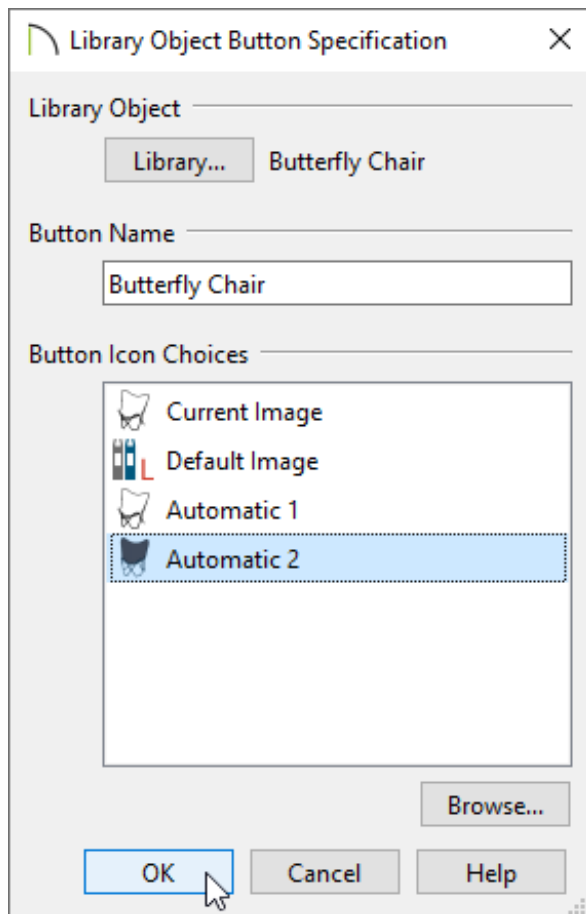 Library Object Button Specification
Library Object
Library... Butterfly Chair
Button Name
Butterfly Chair
Button Icon Choices
Current Image
L Default Image
Automatic 1
Automatic 2
Browse...
OK Cancel Help